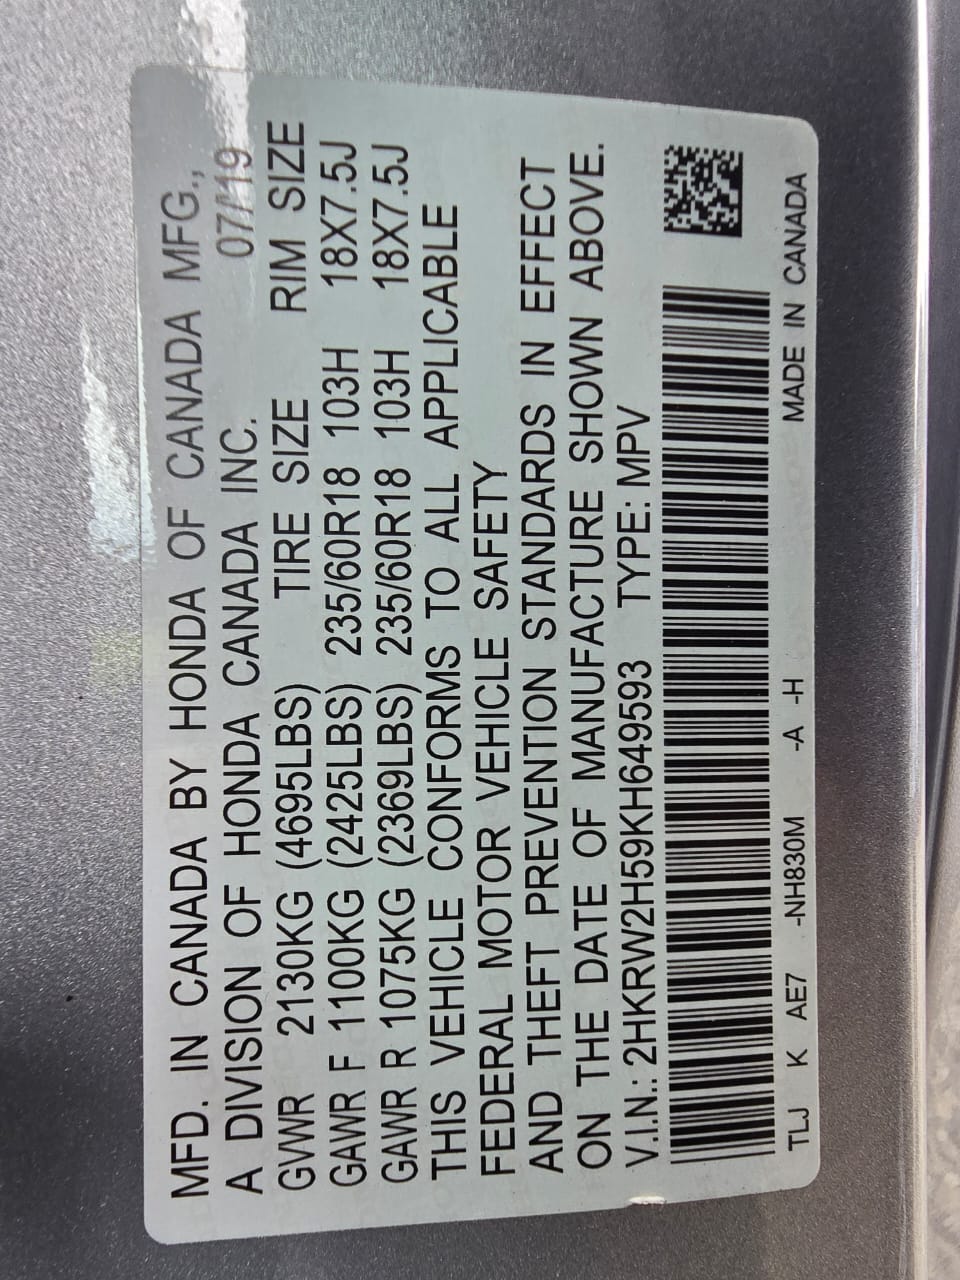 MFD. IN CANADA BY HONDA OF CANADA MFG.,
A DIVISION OF HONDA CANADA INC. 07/19
GVWR 2130KG (4695LBS) TIRE SIZE RIM SIZE
GAWR F 1100KG (2425LBS) 235/60R18 103H 18X7.5J
GAWR R 1075KG (2369LBS) 235/60R18 103H 18X7.5J
THIS VEHICLE CONFORMS TO ALL APPLICABLE
FEDERAL MOTOR VEHICLE SAFETY
AND THEFT PREVENTION STANDARDS IN EFFECT
ON THE DATE OF MANUFACTURE SHOWN ABOVE.
V.I.N.: 2HKRW2H59KH649593 TYPE: MPV
TLJ K AE7 -NH830M -A -H MADE IN CANADA